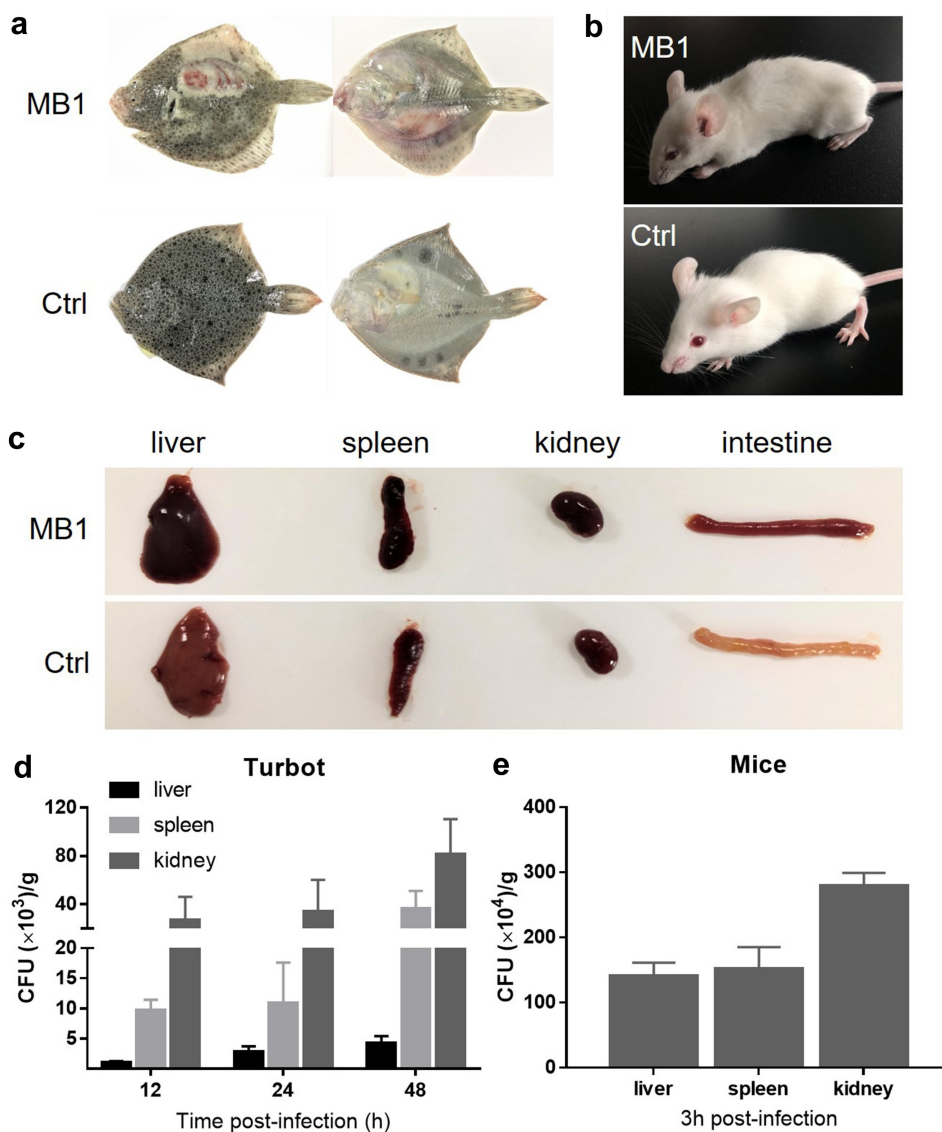 a
MB1
Ctrl
b
MB1
Ctrl
c
liver spleen kidney intestine
MB1
Ctrl
d
Turbot
liver
spleen
kidney
CFU (×10³)/g
120
80
40
20
15
10
5
12 24 48
Time post-infection (h)
e
Mice
CFU (×10⁴)/g
400
300
200
100
0
liver spleen kidney
3h post-infection